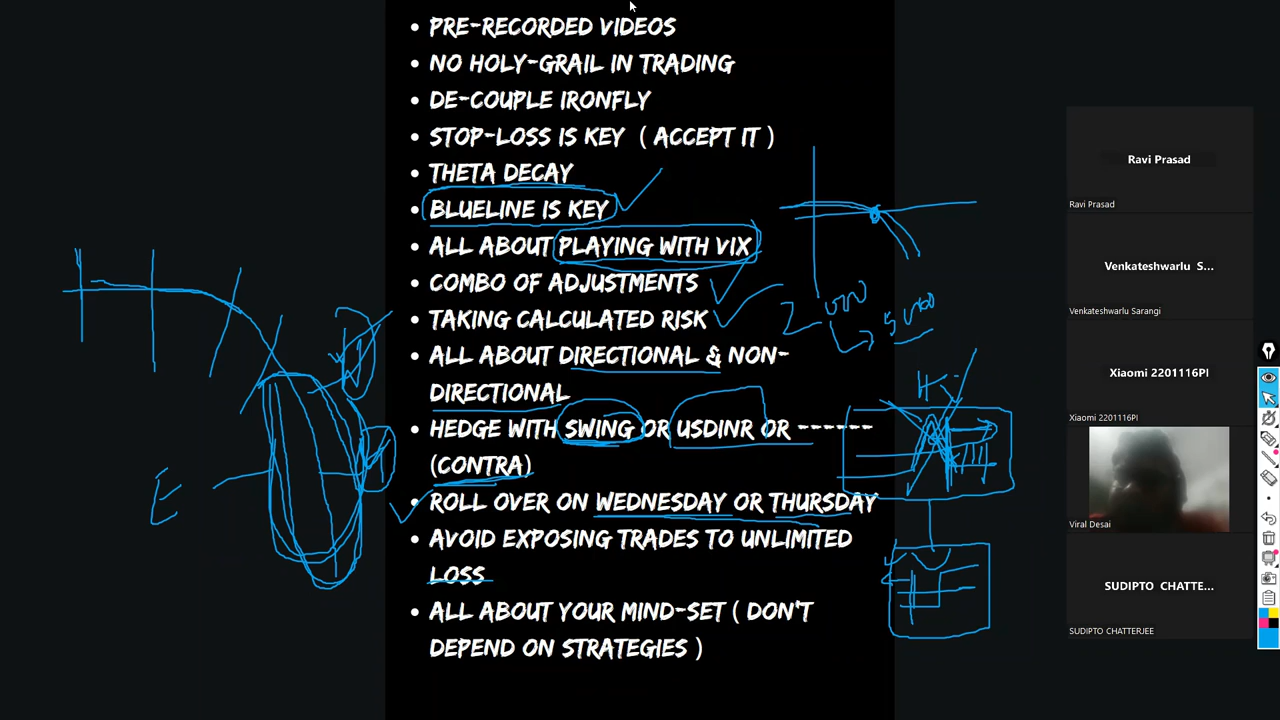 • PRE-RECORDED VIDEOS
• NO HOLY-GRAIL IN TRADING
• DE-COUPLE IRONFLY
• STOP-LOSS IS KEY ( ACCEPT IT )
• THETA DECAY
• BLUELINE IS KEY
• ALL ABOUT PLAYING WITH VIX
• COMBO OF ADJUSTMENTS
• TAKING CALCULATED RISK
• ALL ABOUT DIRECTIONAL & NON-
DIRECTIONAL
• HEDGE WITH SWING OR USDINR OR ------
(CONTRA)
• ROLL OVER ON WEDNESDAY OR THURSDAY
• AVOID EXPOSING TRADES TO UNLIMITED
LOSS
• ALL ABOUT YOUR MIND-SET ( DON'T
DEPEND ON STRATEGIES )
E
Ravi Prasad
Ravi Prasad
Venkateshwarlu S...
Venkateshwarlu Sarangi
Xiaomi 2201116PI
Xiaomi 2201116PI
Viral Desai
SUDIPTO CHATTE...
SUDIPTO CHATTERJEE